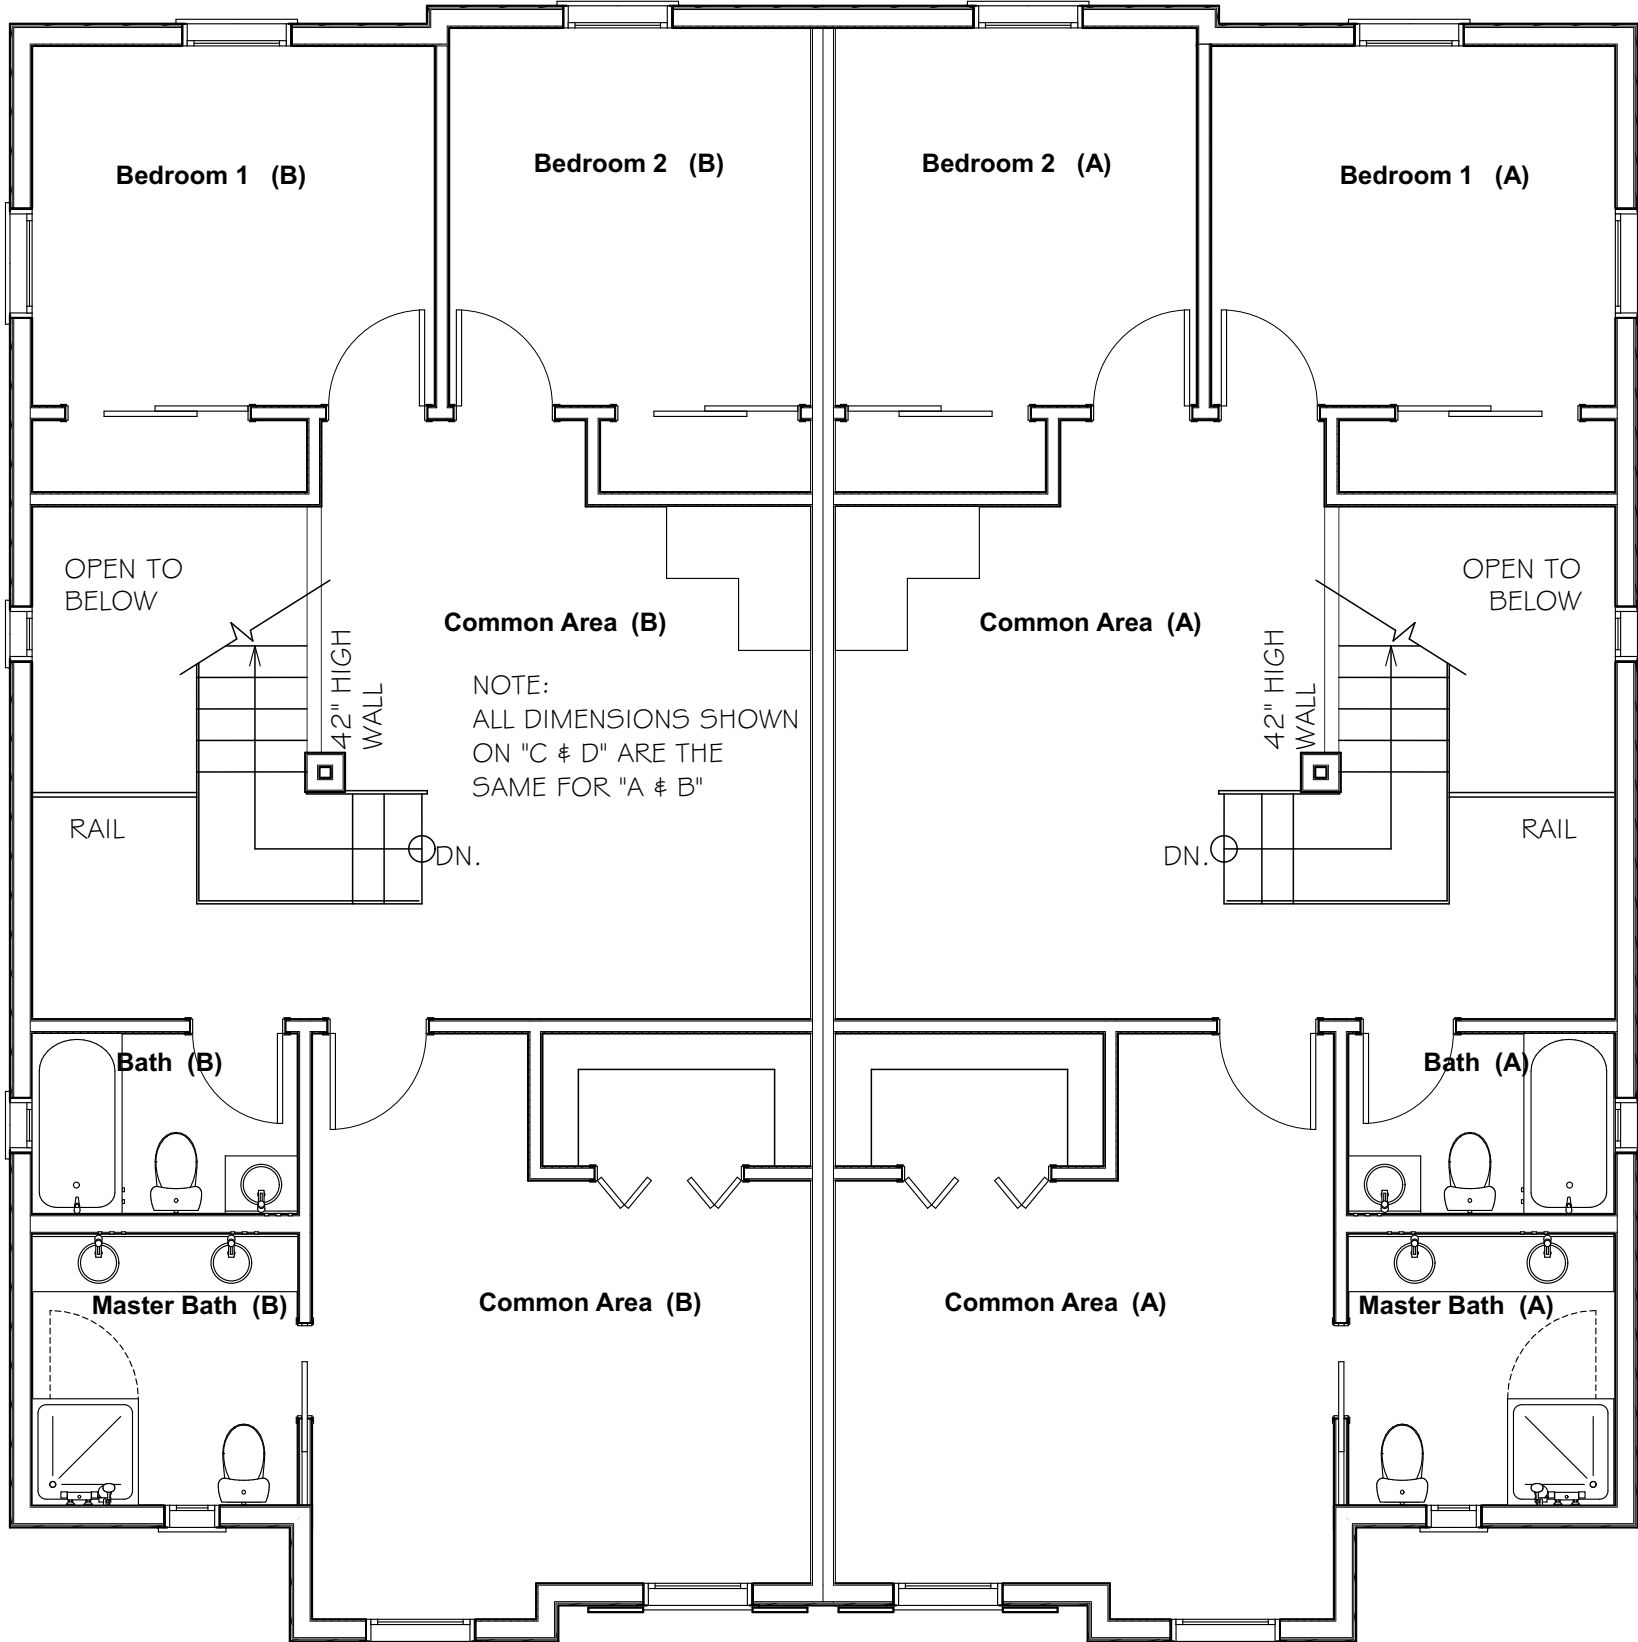 Bedroom 1 (B)
Bedroom 2 (B)
Bedroom 2 (A)
Bedroom 1 (A)
OPEN TO
BELOW
Common Area (B)
42" HIGH
WALL
NOTE:
ALL DIMENSIONS SHOWN
ON "C & D" ARE THE
SAME FOR "A & B"
RAIL
DN.
Common Area (A)
42" HIGH
WALL
OPEN TO
BELOW
DN.
RAIL
Bath (B)
Bath (A)
Master Bath (B)
Common Area (B)
Common Area (A)
Master Bath (A)